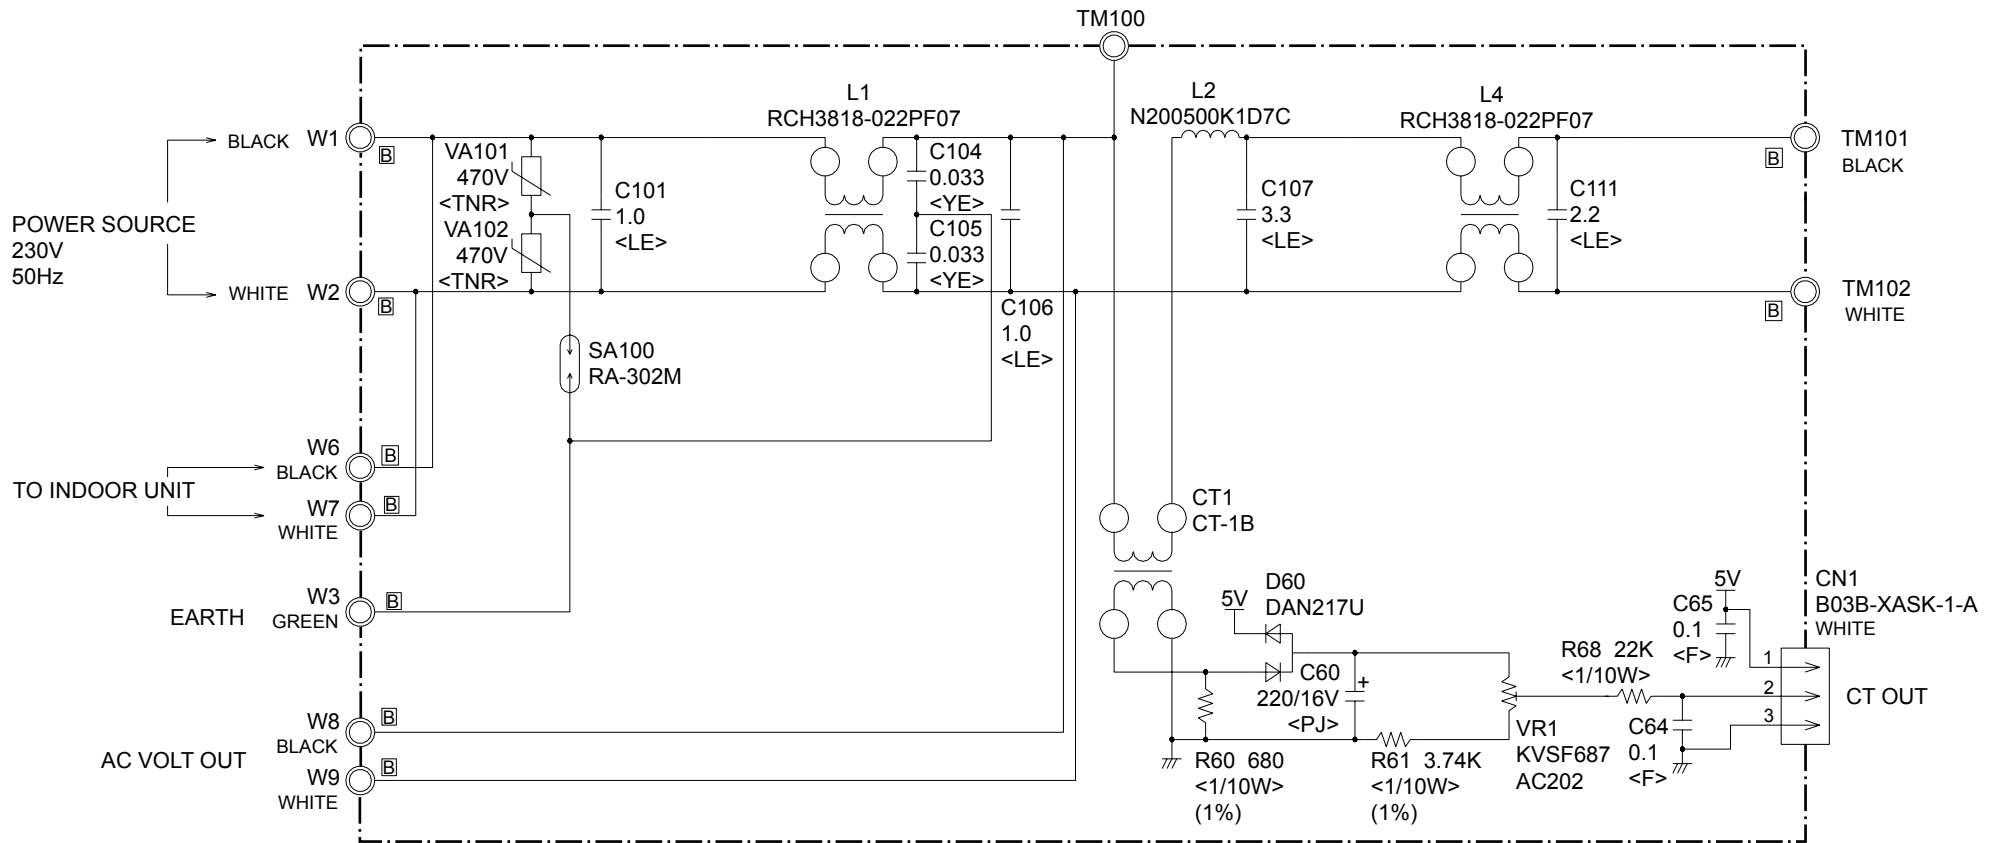 TM100
L1
RCH3818-022PF07
L2
N200500K1D7C
L4
RCH3818-022PF07
POWER SOURCE
230V
50Hz
BLACK W1
B
WHITE W2
B
VA101
470V
<TNR>
VA102
470V
<TNR>
C101
1.0
<LE>
C104
0.033
<YE>
C105
0.033
<YE>
C106
1.0
<LE>
C107
3.3
<LE>
C111
2.2
<LE>
B
TM101
BLACK
B
TM102
WHITE
SA100
RA-302M
TO INDOOR UNIT
W6
BLACK
B
W7
WHITE
B
EARTH
W3
GREEN
B
AC VOLT OUT
W8
BLACK
B
W9
WHITE
B
CT1
CT-1B
5V
D60
DAN217U
C60
220/16V
<PJ>
+
R60 680
<1/10W>
(1%)
R61 3.74K
<1/10W>
(1%)
VR1
KVSF687
AC202
R68 22K
<1/10W>
C64
0.1
<F>
5V
C65
0.1
<F>
CN1
B03B-XASK-1-A
WHITE
1
2
3
CT OUT